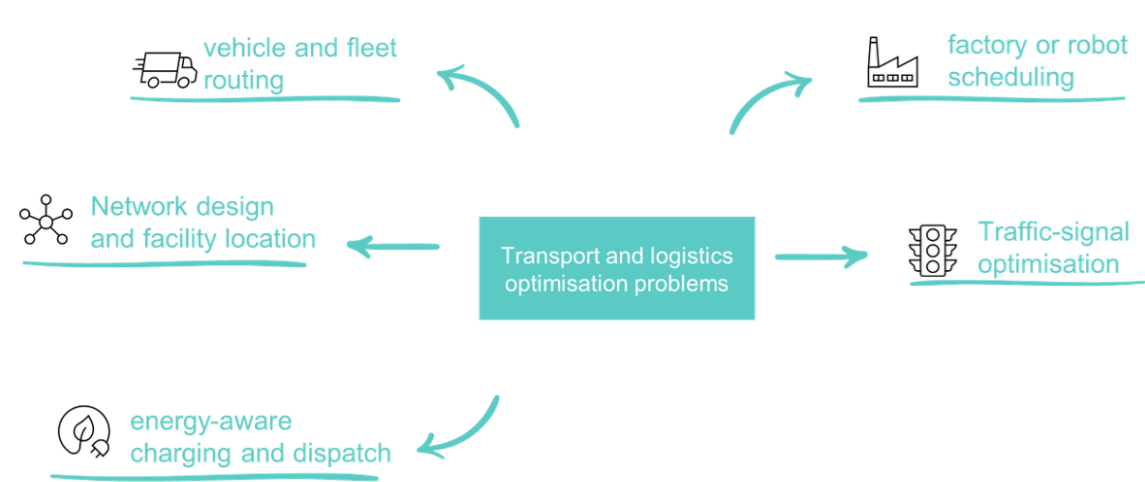 vehicle and fleet
routing
factory or robot
scheduling
Network design
and facility location
Transport and logistics
optimisation problems
Traffic-signal
optimisation
energy-aware
charging and dispatch